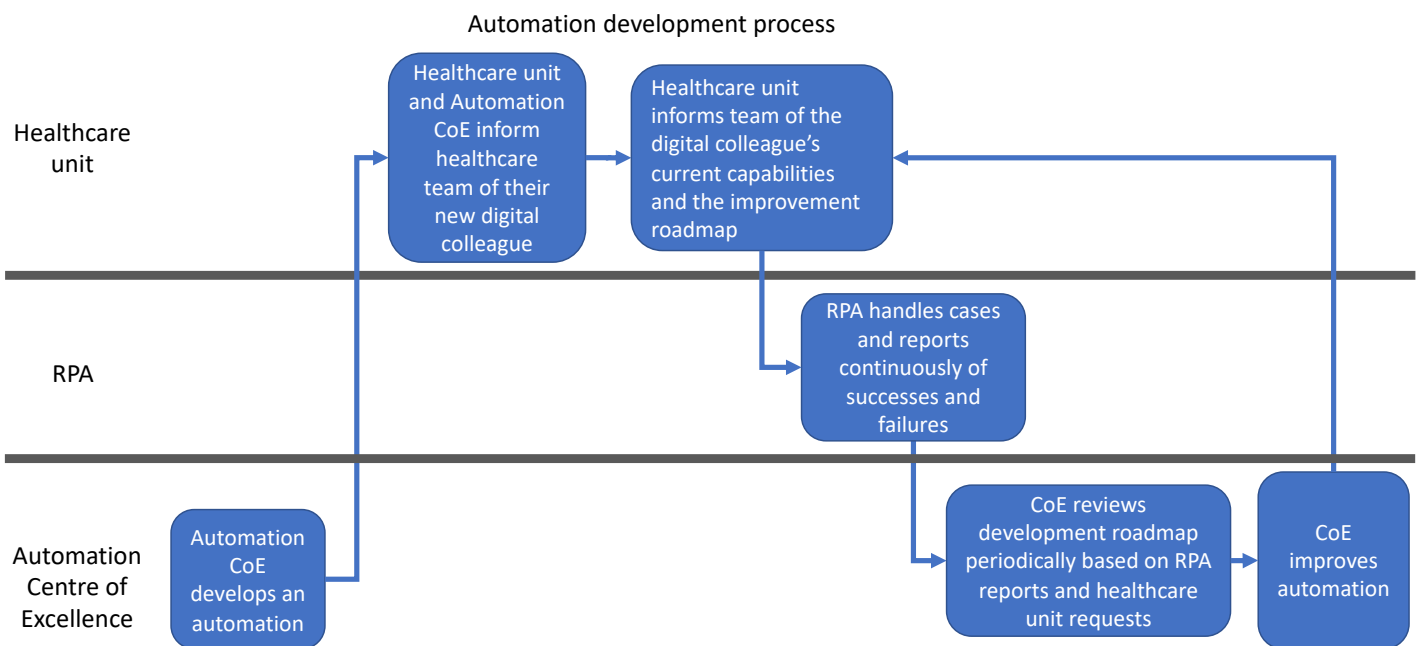 Automation development process
Healthcare
unit
Healthcare unit
and Automation
CoE inform
healthcare
team of their
new digital
colleague
Healthcare unit
informs team of the
digital colleague’s
current capabilities
and the improvement
roadmap
RPA
RPA handles cases
and reports
continuously of
successes and
failures
Automation
Centre of
Excellence
Automation
CoE
develops an
automation
CoE reviews
development roadmap
periodically based on RPA
reports and healthcare
unit requests
CoE
improves
automation